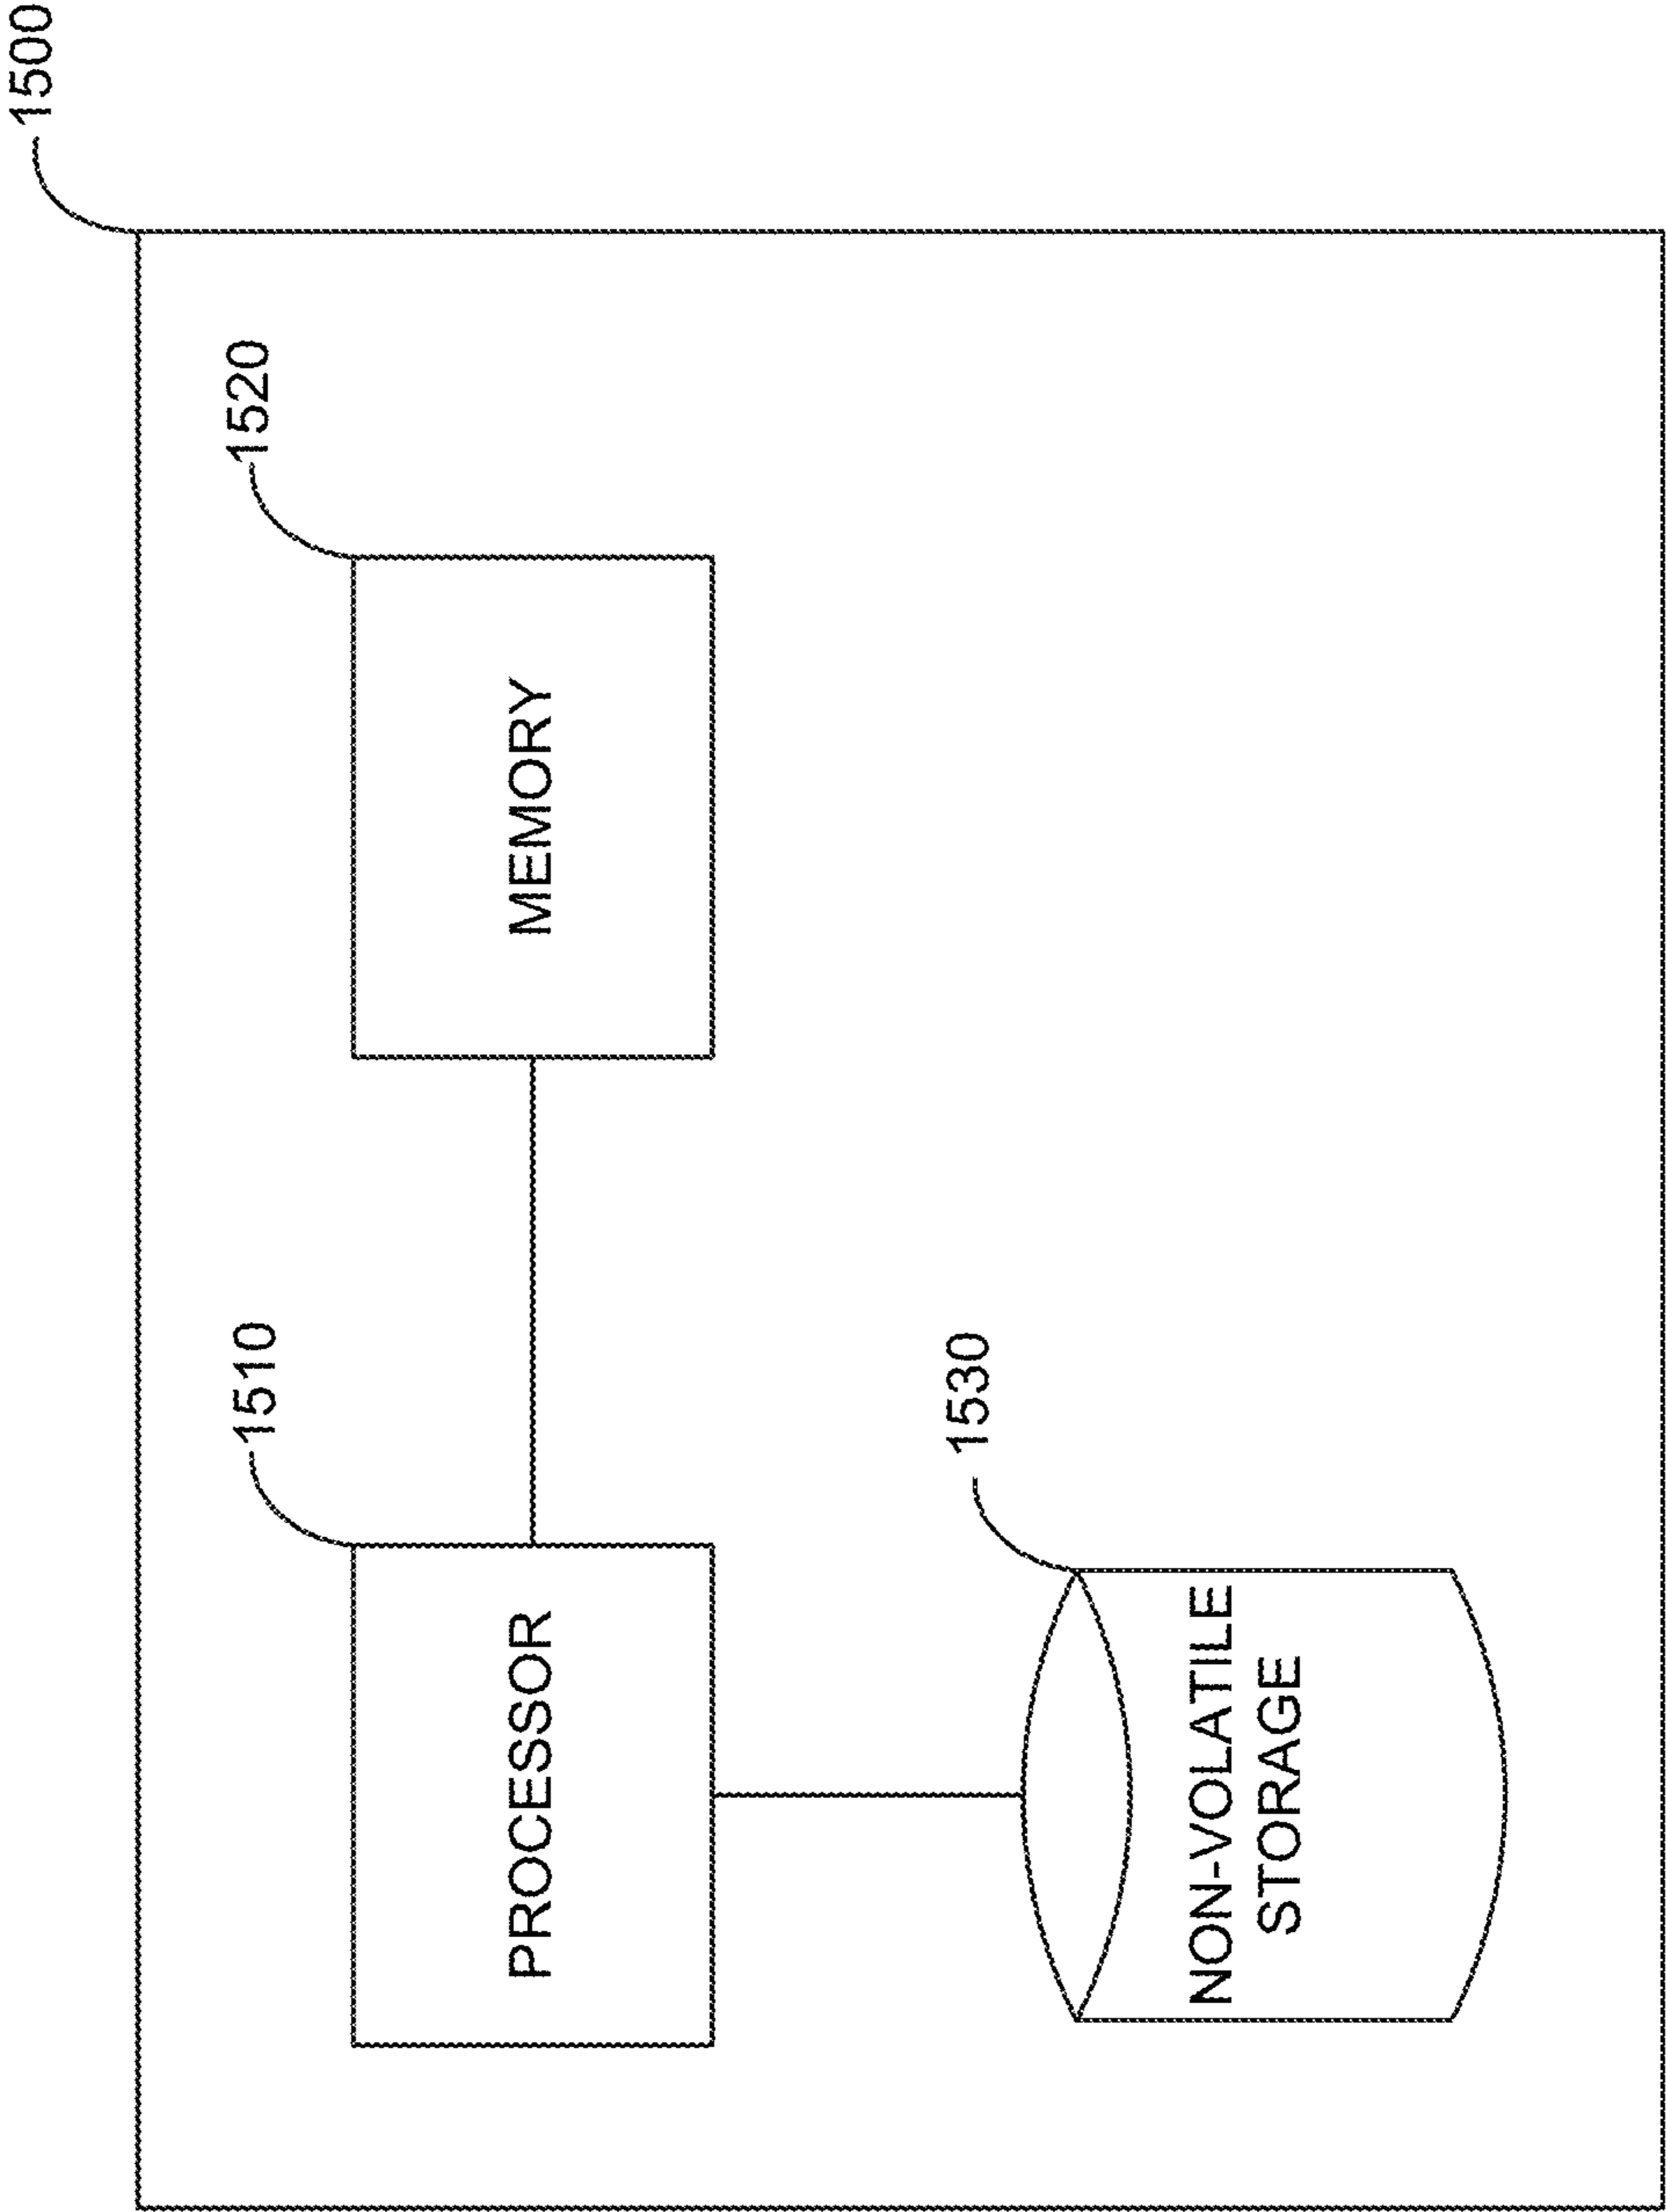 1500
1510
1520
PROCESSOR
MEMORY
1530
NON-VOLATILE
STORAGE